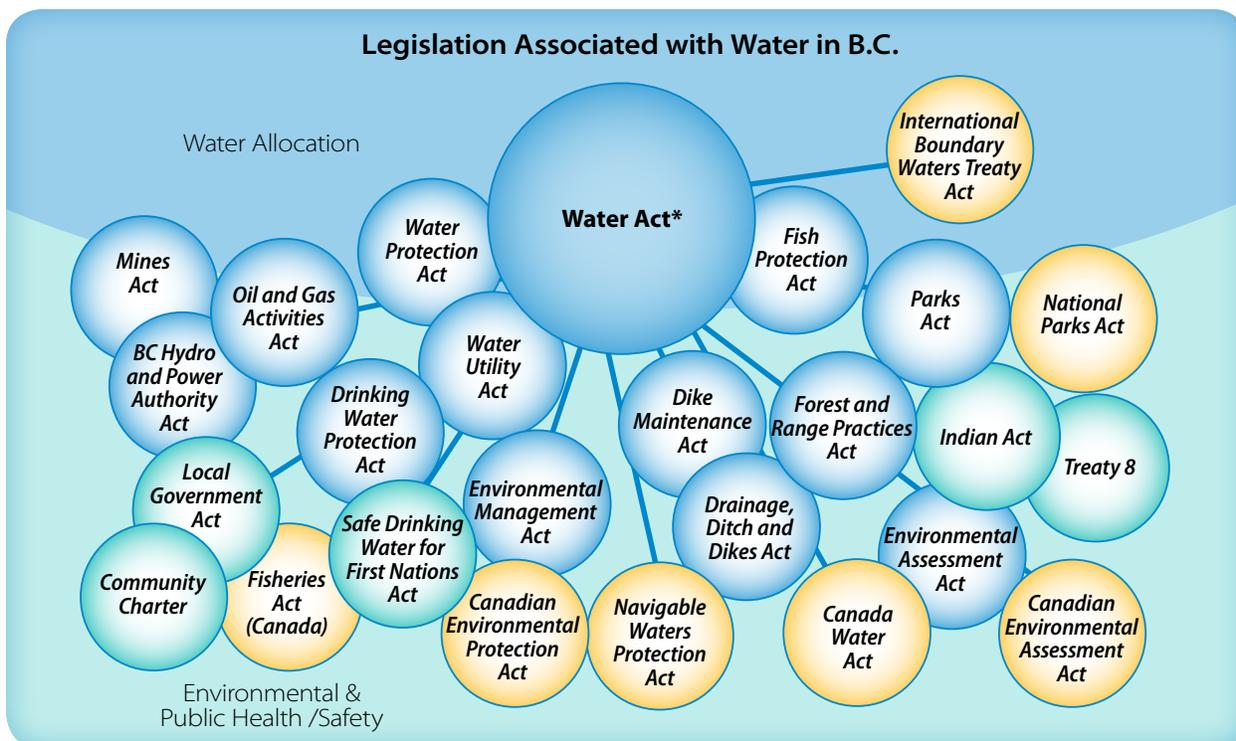 Legislation Associated with Water in B.C.
Water Allocation
International
Boundary
Waters Treaty
Act
Water Act*
Water
Protection
Act
Fish
Protection
Act
Mines
Act
Oil and Gas
Activities
Act
Parks
Act
National
Parks Act
BC Hydro
and Power
Authority
Act
Water
Utility
Act
Drinking
Water
Protection
Act
Dike
Maintenance
Act
Forest and
Range Practices
Act
Indian Act
Treaty 8
Local
Government
Act
Environmental
Management
Act
Drainage,
Ditch and
Dikes Act
Safe Drinking
Water for
First Nations
Act
Environmental
Assessment
Act
Community
Charter
Fisheries
Act
(Canada)
Canadian
Environmental
Protection
Act
Navigable
Waters
Protection
Act
Canada
Water
Act
Canadian
Environmental
Assessment
Act
Environmental &
Public Health /Safety